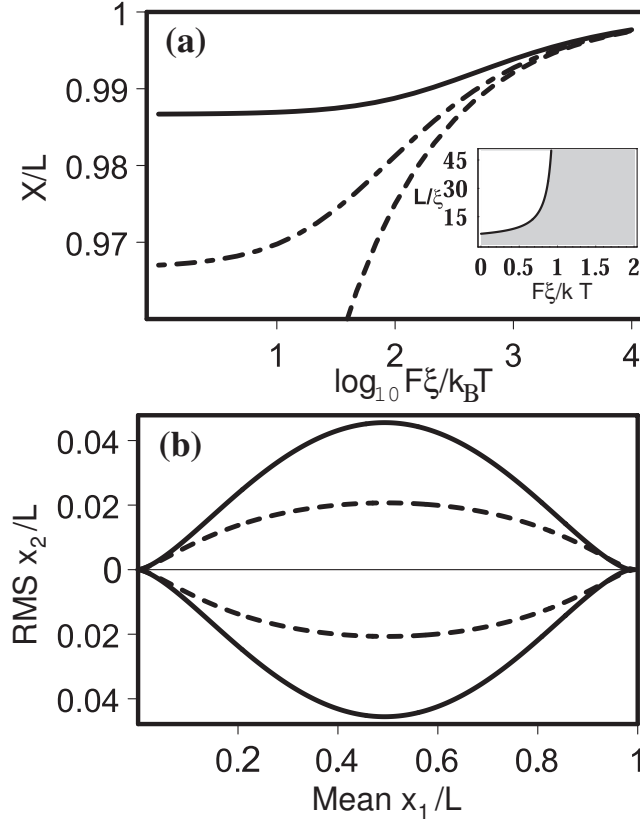 (a)
X/L
1
0.99
0.98
0.97
1 2 3 4
log₁₀ Fξ/k_BT
L/ξ
45
30
15
0 0.5 1 1.5 2
Fξ/k T
(b)
RMS x₂/L
0.04
0.02
0
0.02
0.04
0.2 0.4 0.6 0.8 1
Mean x₁/L